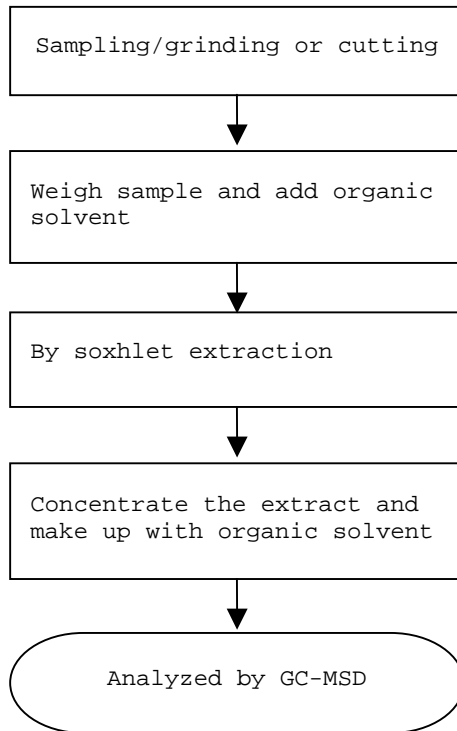 Sampling/grinding or cutting
Weigh sample and add organic
solvent
By soxhlet extraction
Concentrate the extract and
make up with organic solvent
Analyzed by GC-MSD